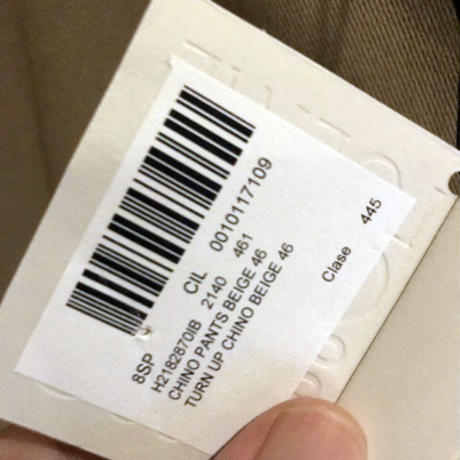 8SP CIL 0010117109
H2182870IB 2140 461
CHINO PANTS BEIGE 46
TURN UP CHINO BEIGE 46
Clase 445